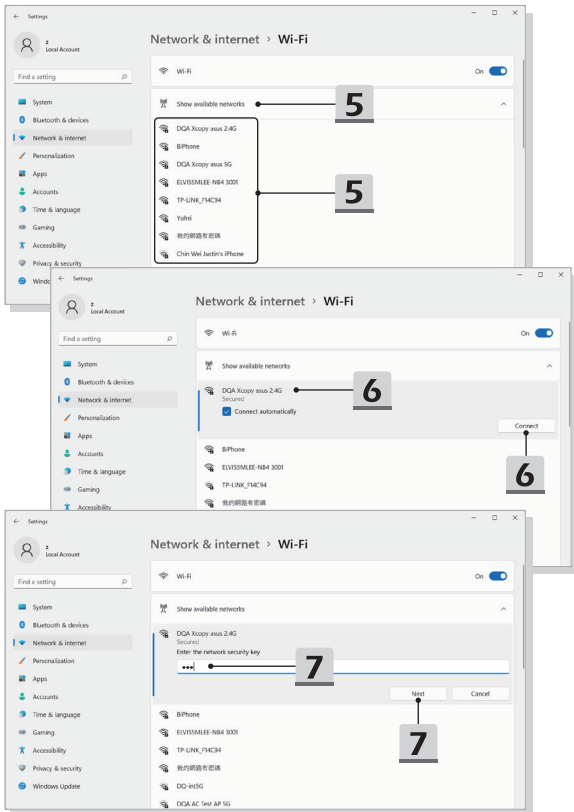 Settings
z
Local Account
Find a setting
System
Bluetooth & devices
Network & internet
Personalization
Apps
Accounts
Time & language
Gaming
Accessibility
Privacy & security
Windo
Network & internet > Wi-Fi
Wi-Fi
On
Show available networks
5
DQA Xcopy asus 2.4G
BiPhone
DQA Xcopy asus 5G
ELVISSMLEE-NB4 3001
TP-LINK_F14C94
Yuhsi
我的網路有密碼
Chin Wei Justin's iPhone
5
Settings
z
Local Account
Find a setting
System
Bluetooth & devices
Network & internet
Personalization
Apps
Accounts
Time & language
Gaming
Accessibility
Network & internet > Wi-Fi
Wi-Fi
On
Show available networks
DQA Xcopy asus 2.4G
Secured
Connect automatically
6
Connect
6
BiPhone
ELVISSMLEE-NB4 3001
TP-LINK_F14C94
我的網路有密碼
Settings
z
Local Account
Find a setting
System
Bluetooth & devices
Network & internet
Personalization
Apps
Accounts
Time & language
Gaming
Accessibility
Privacy & security
Windows Update
Network & internet > Wi-Fi
Wi-Fi
On
Show available networks
DQA Xcopy asus 2.4G
Secured
Enter the network security key
7
Next
Cancel
7
BiPhone
ELVISSMLEE-NB4 3001
TP-LINK_F14C94
我的網路有密碼
DQ-int5G
DQA AC Test AP 5G